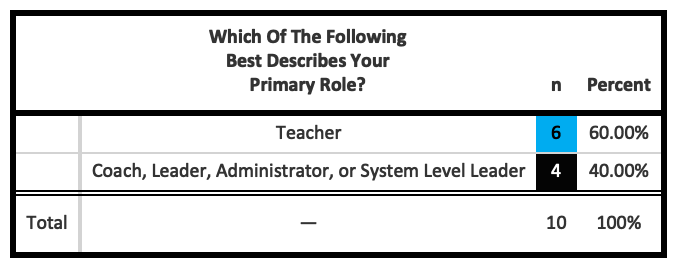 Which Of The Following
Best Describes Your
Primary Role? n Percent
Teacher 6 60.00%
Coach, Leader, Administrator, or System Level Leader 4 40.00%
Total — 10 100%